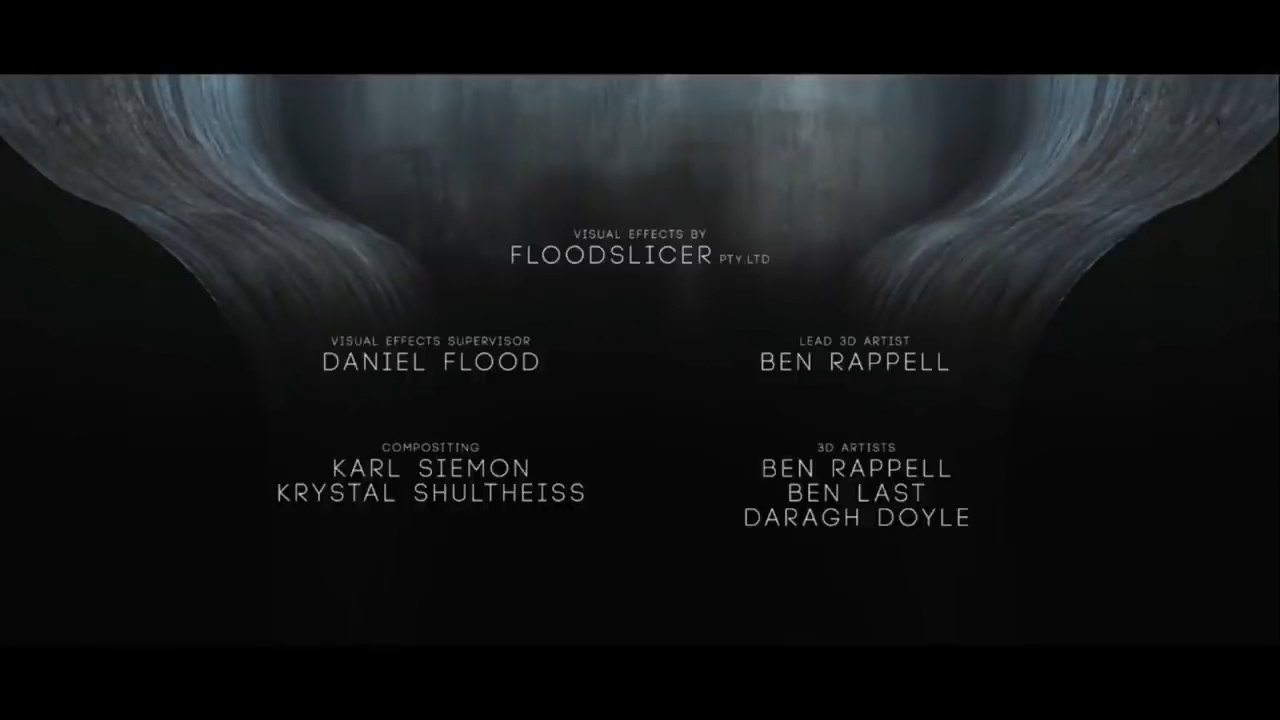 VISUAL EFFECTS BY
FLOODSLICER PTY.LTD
VISUAL EFFECTS SUPERVISOR
DANIEL FLOOD
LEAD 3D ARTIST
BEN RAPPELL
COMPOSITING
KARL SIEMON
KRYSTAL SHULTHEISS
3D ARTISTS
BEN RAPPELL
BEN LAST
DARAGH DOYLE